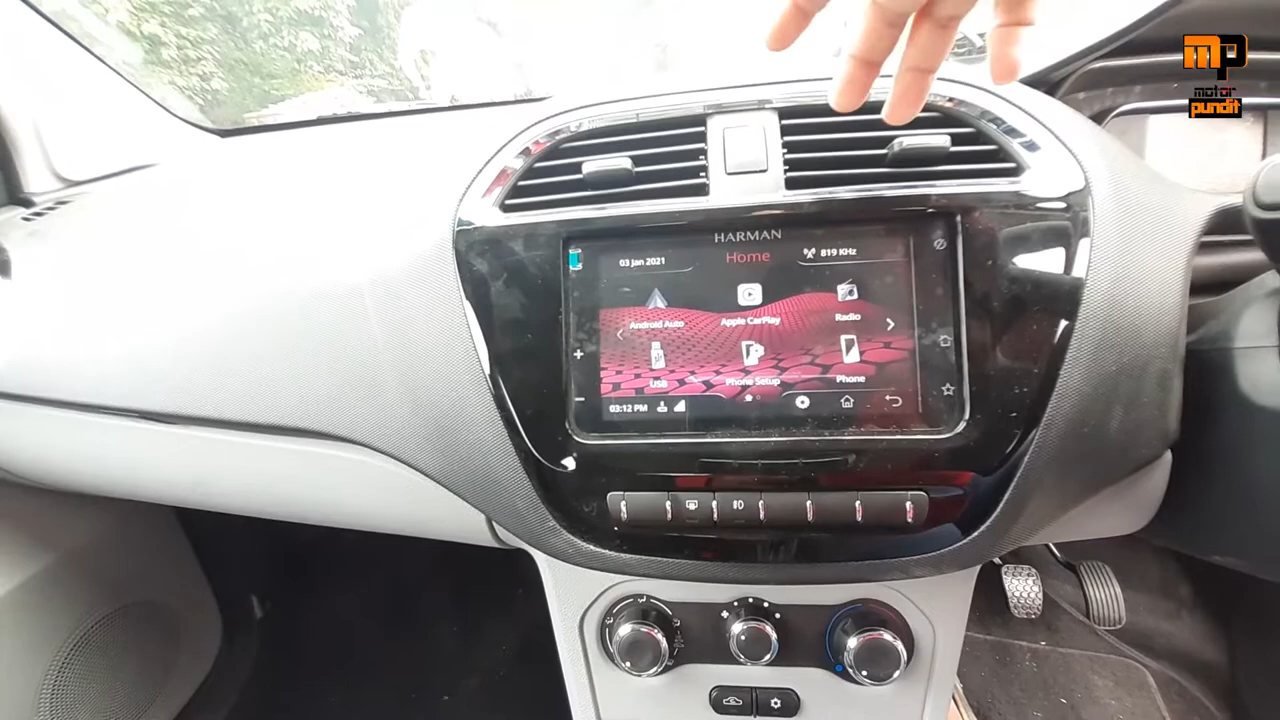 mp
motor
pundit
HARMAN
03 Jan 2021
Home
819 KHz
Android Auto
Apple CarPlay
Radio
USB
Phone Setup
Phone
03:12 PM